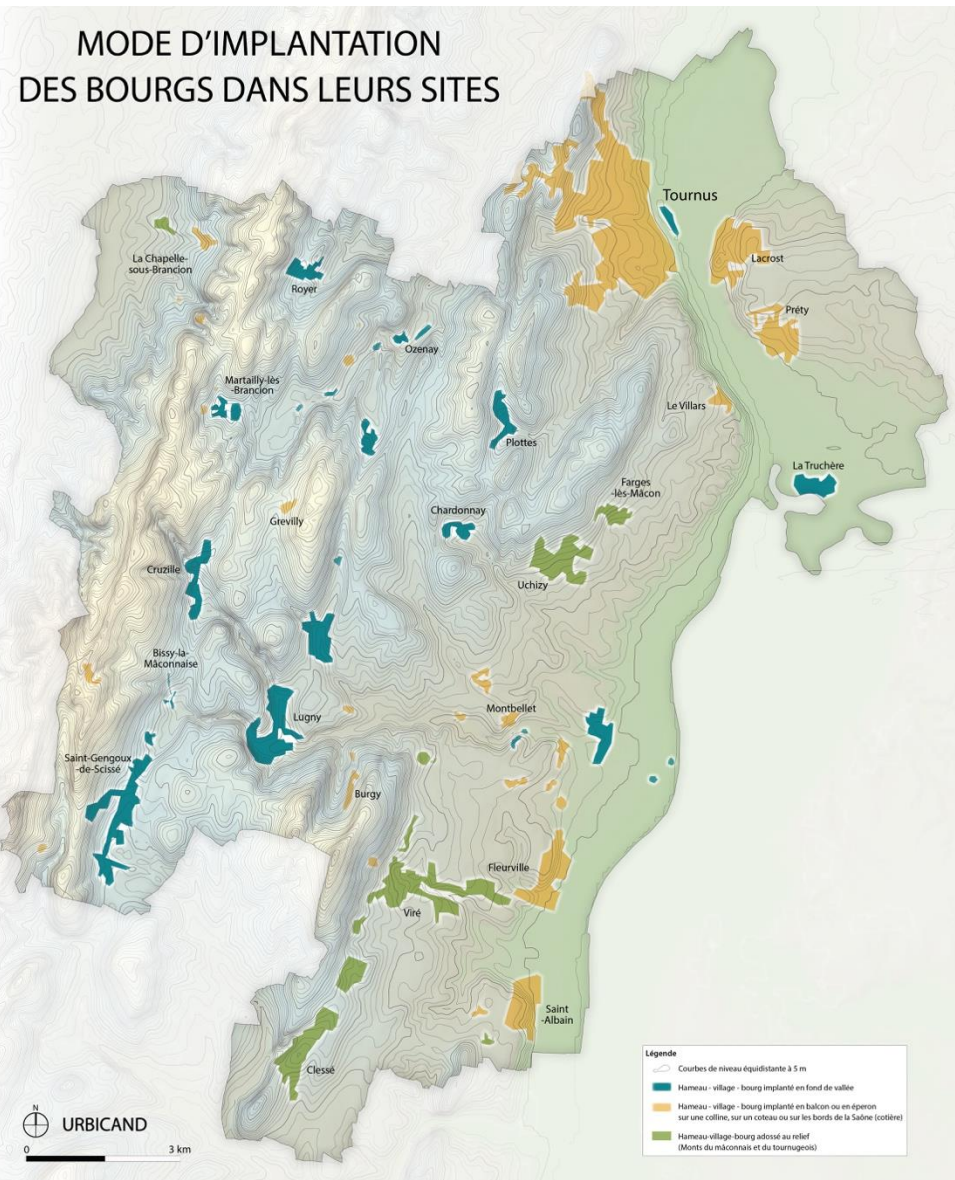 MODE D'IMPLANTATION
DES BOURGS DANS LEURS SITES
Tournus
Lacrost
La Chapelle-
sous-Brancion
Royer
Préty
Ozenay
Martailly-lès
-Brancion
Le Villars
Plottes
La Truchère
Farges
-lès-Mâcon
Chardonnay
Grevilly
Cruzille
Uchizy
Bissy-la-
Mâconnaise
Montbellet
Lugny
Saint-Gengoux
-de-Scissé
Burgy
Fleurville
Viré
Saint
-Albain
Clessé
Légende
Courbes de niveau équidistante à 5 m
Hameau - village - bourg implanté en fond de vallée
Hameau - village - bourg implanté en balcon ou en éperon
sur une colline, sur un coteau ou sur les bords de la Saône (cotière)
Hameau-village-bourg adossé au relief
(Monts du mâconnais et du tournugeois)
N
URBICAND
0 3 km